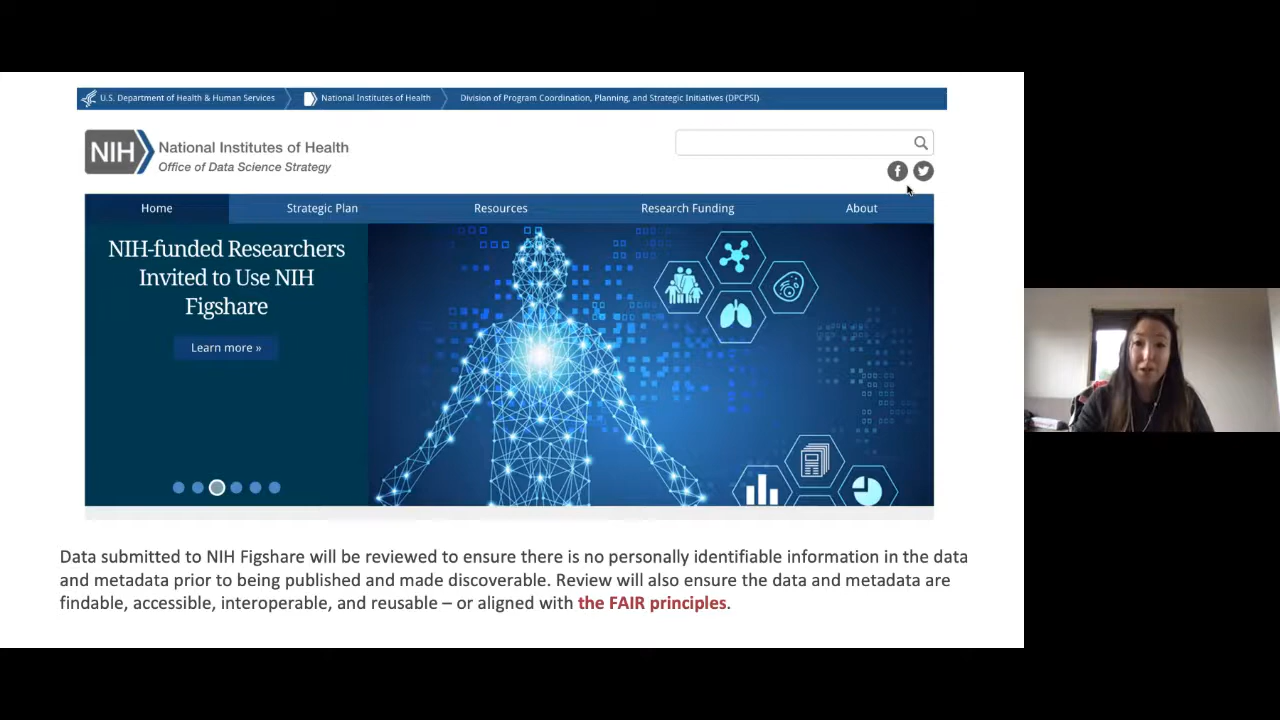 U.S. Department of Health & Human Services
National Institutes of Health
Division of Program Coordination, Planning, and Strategic Initiatives (DPCPSI)
NIH
National Institutes of Health
Office of Data Science Strategy
Home
Strategic Plan
Resources
Research Funding
About
NIH-funded Researchers
Invited to Use NIH
Figshare
Learn more »
Data submitted to NIH Figshare will be reviewed to ensure there is no personally identifiable information in the data
and metadata prior to being published and made discoverable. Review will also ensure the data and metadata are
findable, accessible, interoperable, and reusable – or aligned with the FAIR principles.